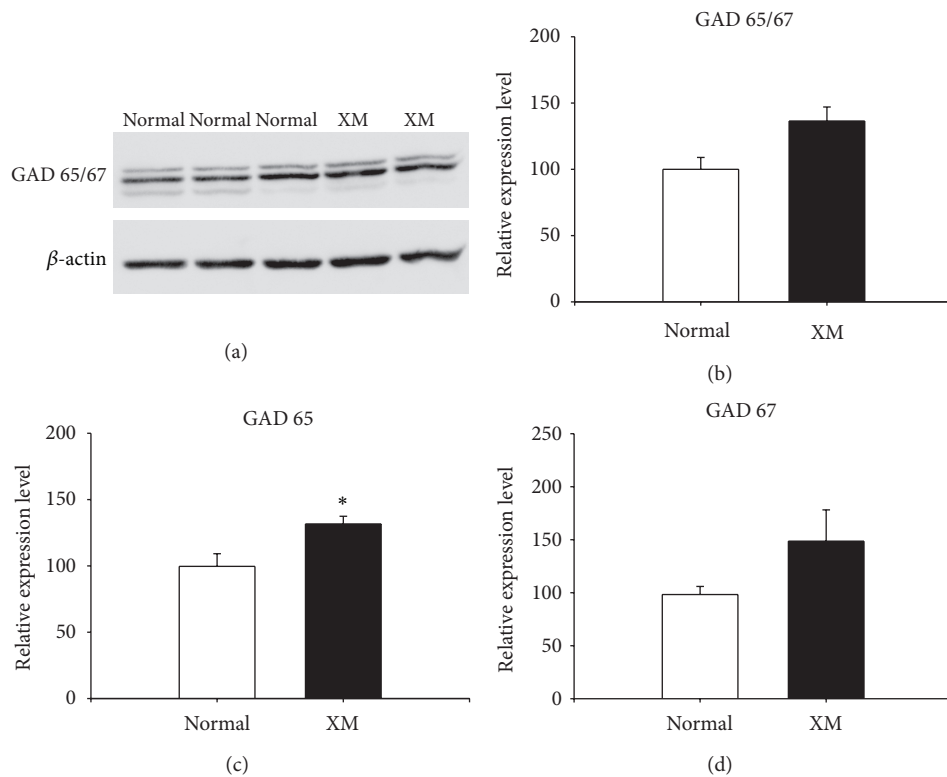 Normal Normal Normal XM XM
GAD 65/67
β-actin
(a)
GAD 65/67
Relative expression level
200
150
100
50
0
Normal XM
(b)
GAD 65
Relative expression level
200
150
100
50
0
*
Normal XM
(c)
GAD 67
Relative expression level
250
200
150
100
50
0
Normal XM
(d)